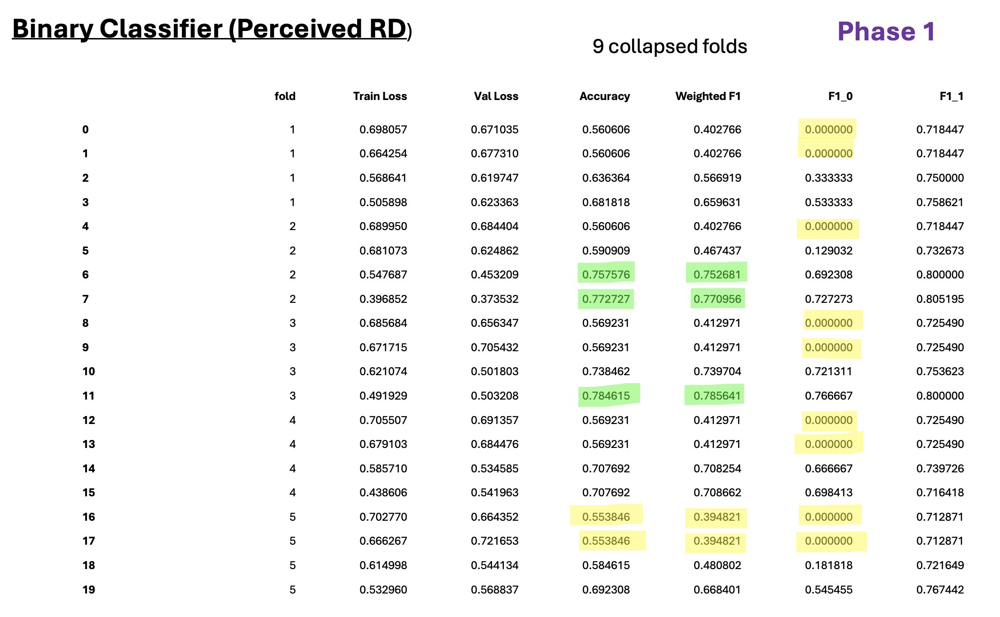 Binary Classifier (Perceived RD)
Phase 1
9 collapsed folds
fold Train Loss Val Loss Accuracy Weighted F1 F1_0 F1_1
0 1 0.698057 0.671035 0.560606 0.402766 0.000000 0.718447
1 1 0.664254 0.677310 0.560606 0.402766 0.000000 0.718447
2 1 0.568641 0.619747 0.636364 0.566919 0.333333 0.750000
3 1 0.505898 0.623363 0.681818 0.659631 0.533333 0.758621
4 2 0.689950 0.684404 0.560606 0.402766 0.000000 0.718447
5 2 0.681073 0.624862 0.590909 0.467437 0.129032 0.732673
6 2 0.547687 0.453209 0.757576 0.752681 0.692308 0.800000
7 2 0.396852 0.373532 0.772727 0.770956 0.727273 0.805195
8 3 0.685684 0.656347 0.569231 0.412971 0.000000 0.725490
9 3 0.671715 0.705432 0.569231 0.412971 0.000000 0.725490
10 3 0.621074 0.501803 0.738462 0.739704 0.721311 0.753623
11 3 0.491929 0.503208 0.784615 0.785641 0.766667 0.800000
12 4 0.705507 0.691357 0.569231 0.412971 0.000000 0.725490
13 4 0.679103 0.684476 0.569231 0.412971 0.000000 0.725490
14 4 0.585710 0.534585 0.707692 0.708254 0.666667 0.739726
15 4 0.438606 0.541963 0.707692 0.708662 0.698413 0.716418
16 5 0.702770 0.664352 0.553846 0.394821 0.000000 0.712871
17 5 0.666267 0.721653 0.553846 0.394821 0.000000 0.712871
18 5 0.614998 0.544134 0.584615 0.480802 0.181818 0.721649
19 5 0.532960 0.568837 0.692308 0.668401 0.545455 0.767442